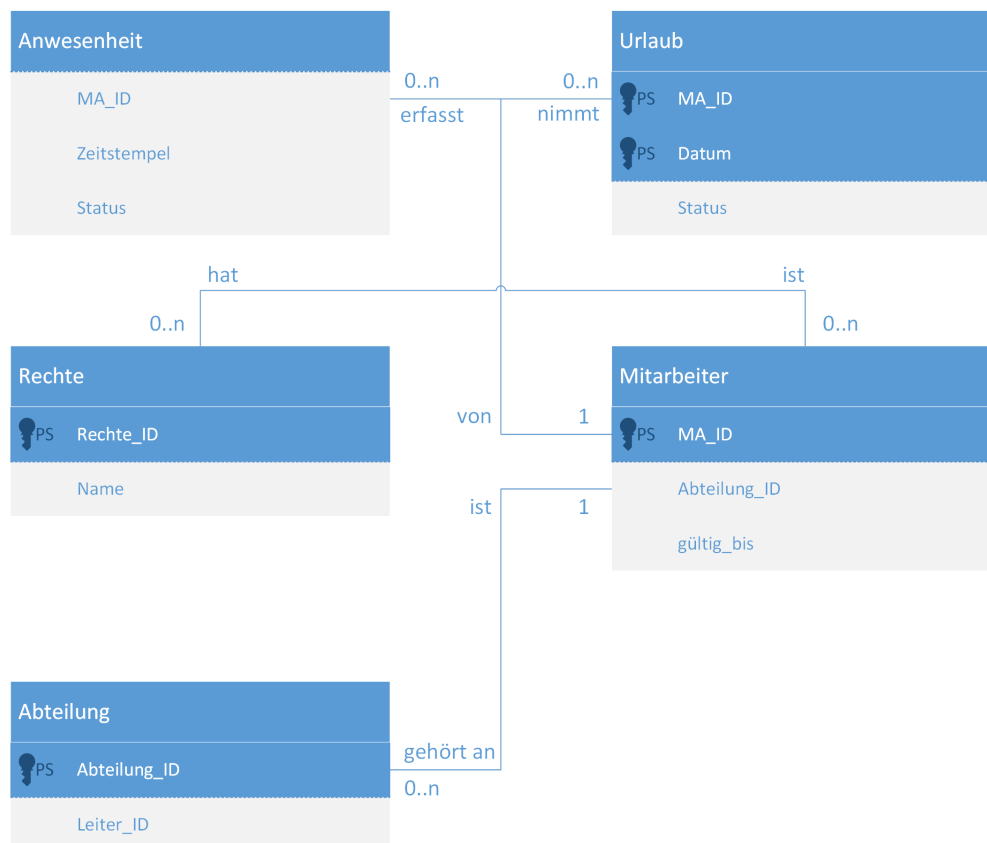 Anwesenheit
MA_ID
Zeitstempel
Status
Urlaub
PS MA_ID
PS Datum
Status
0..n
erfasst
0..n
nimmt
hat
0..n
ist
0..n
Rechte
PS Rechte_ID
Name
Mitarbeiter
PS MA_ID
Abteilung_ID
gültig_bis
von
1
ist
1
Abteilung
PS Abteilung_ID
Leiter_ID
gehört an
0..n